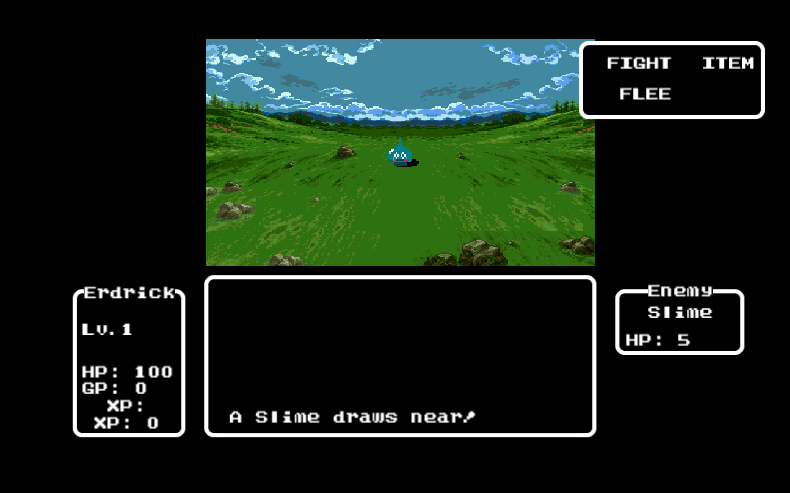 FIGHT ITEM
FLEE
Erdrick
Lv.1
HP: 100
GP: 0
XP:
XP: 0
A Slime draws near!
Enemy
Slime
HP: 5